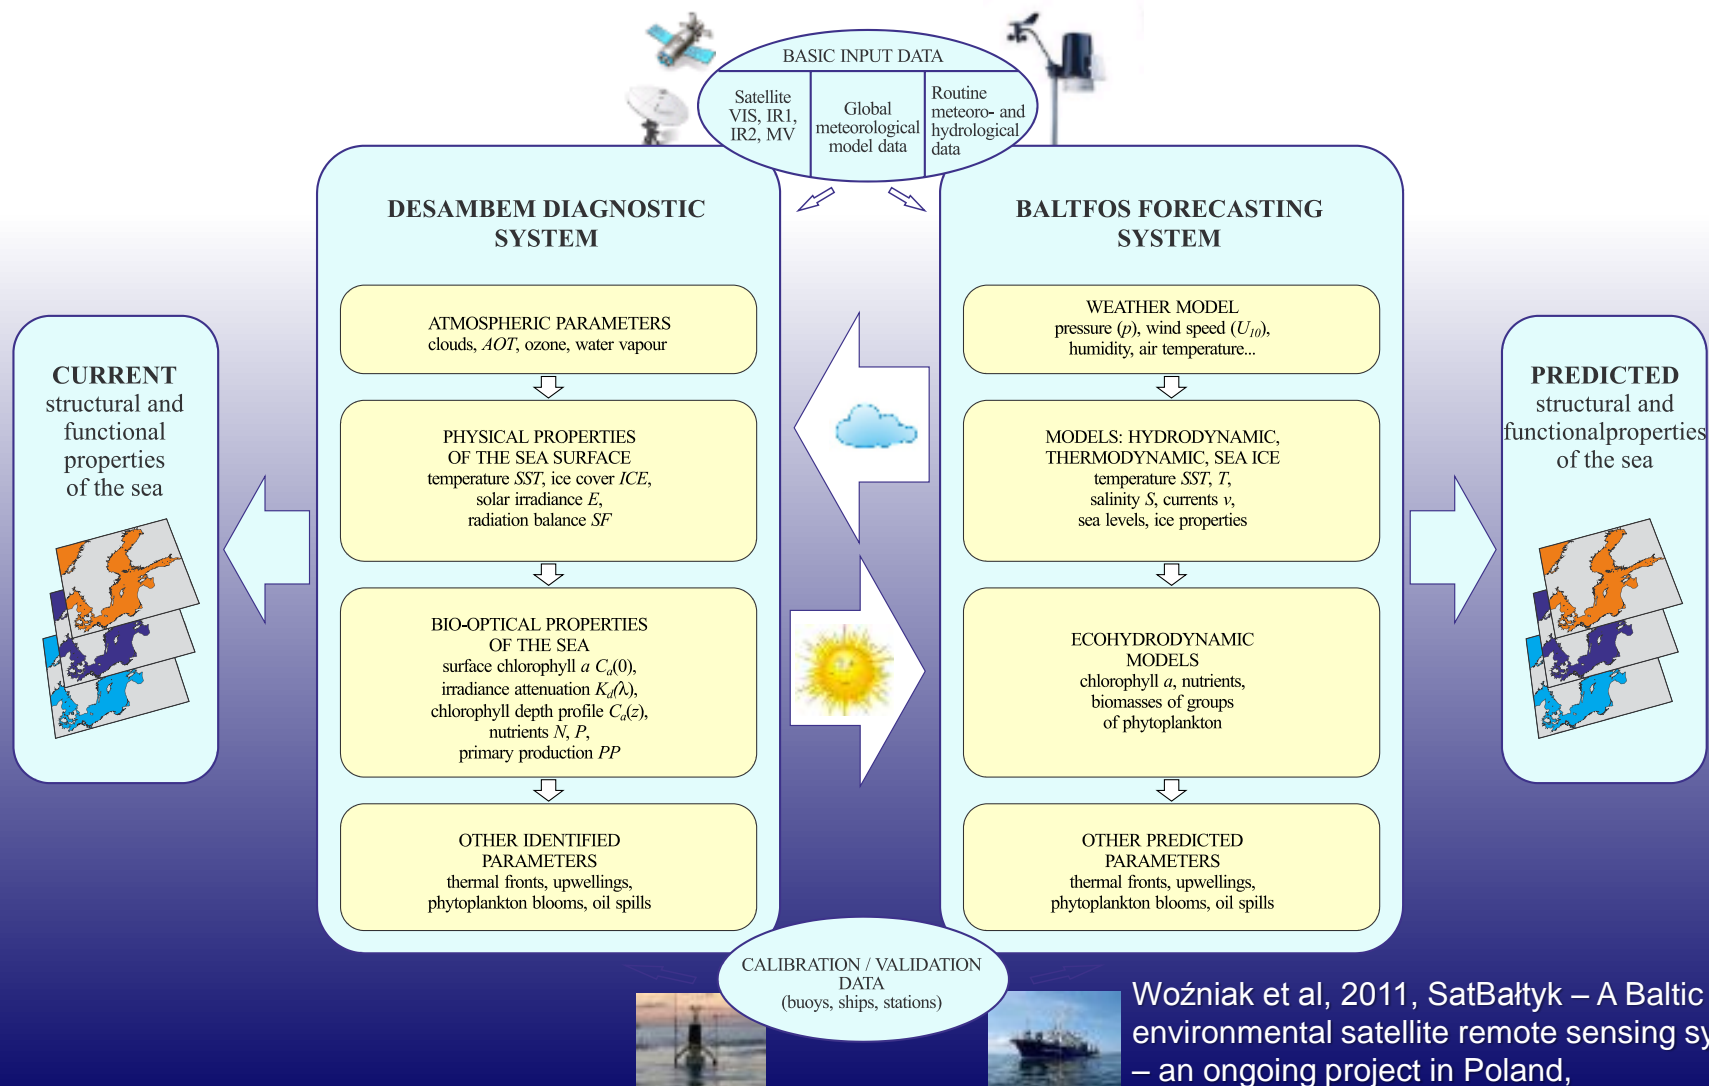 BASIC INPUT DATA
Satellite
VIS, IR1,
IR2, MV
Global
meteorological
model data
Routine
meteoro- and
hydrological
data
DESAMBEM DIAGNOSTIC
SYSTEM
ATMOSPHERIC PARAMETERS
clouds, AOT, ozone, water vapour
PHYSICAL PROPERTIES
OF THE SEA SURFACE
temperature SST, ice cover ICE,
solar irradiance E,
radiation balance SF
BIO-OPTICAL PROPERTIES
OF THE SEA
surface chlorophyll a Ca(0),
irradiance attenuation Kd(λ),
chlorophyll depth profile Ca(z),
nutrients N, P,
primary production PP
OTHER IDENTIFIED
PARAMETERS
thermal fronts, upwellings,
phytoplankton blooms, oil spills
BALTFOS FORECASTING
SYSTEM
WEATHER MODEL
pressure (p), wind speed (U10),
humidity, air temperature...
MODELS: HYDRODYNAMIC,
THERMODYNAMIC, SEA ICE
temperature SST, T,
salinity S, currents v,
sea levels, ice properties
ECOHYDRODYNAMIC
MODELS
chlorophyll a, nutrients,
biomasses of groups
of phytoplankton
OTHER PREDICTED
PARAMETERS
thermal fronts, upwellings,
phytoplankton blooms, oil spills
CURRENT
structural and
functional
properties
of the sea
PREDICTED
structural and
functionalproperties
of the sea
CALIBRATION / VALIDATION
DATA
(buoys, ships, stations)
Woźniak et al, 2011, SatBałtyk – A Baltic
environmental satellite remote sensing sy
– an ongoing project in Poland,